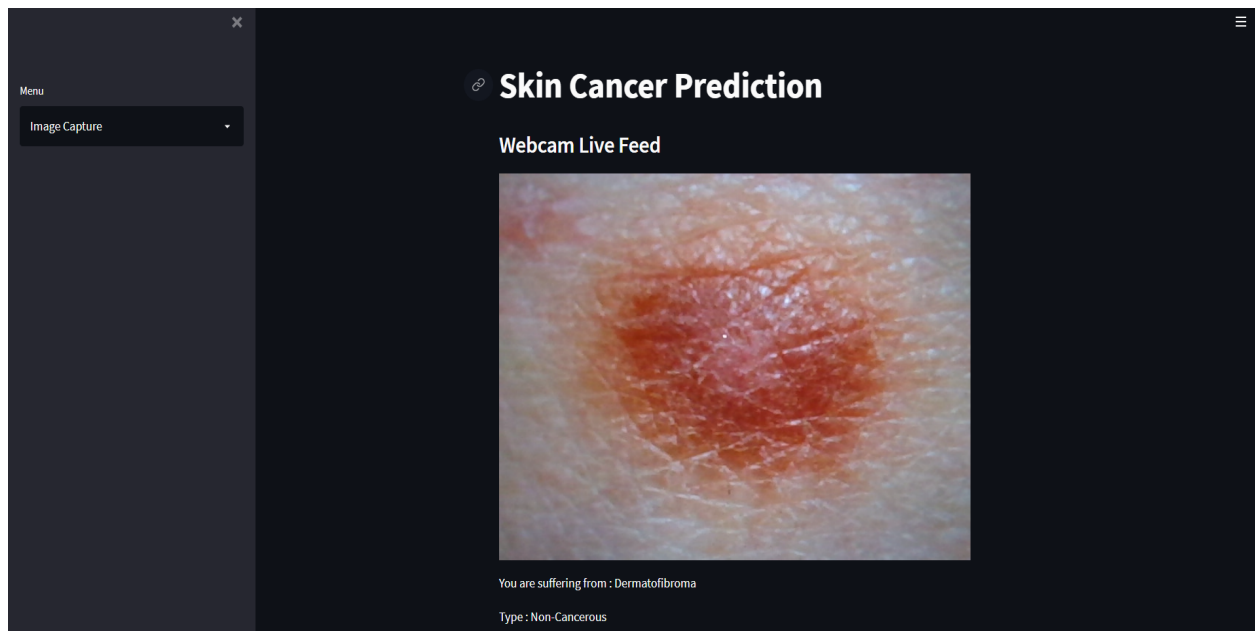 Menu
Image Capture
Skin Cancer Prediction
Webcam Live Feed
You are suffering from : Dermatofibroma
Type : Non-Cancerous